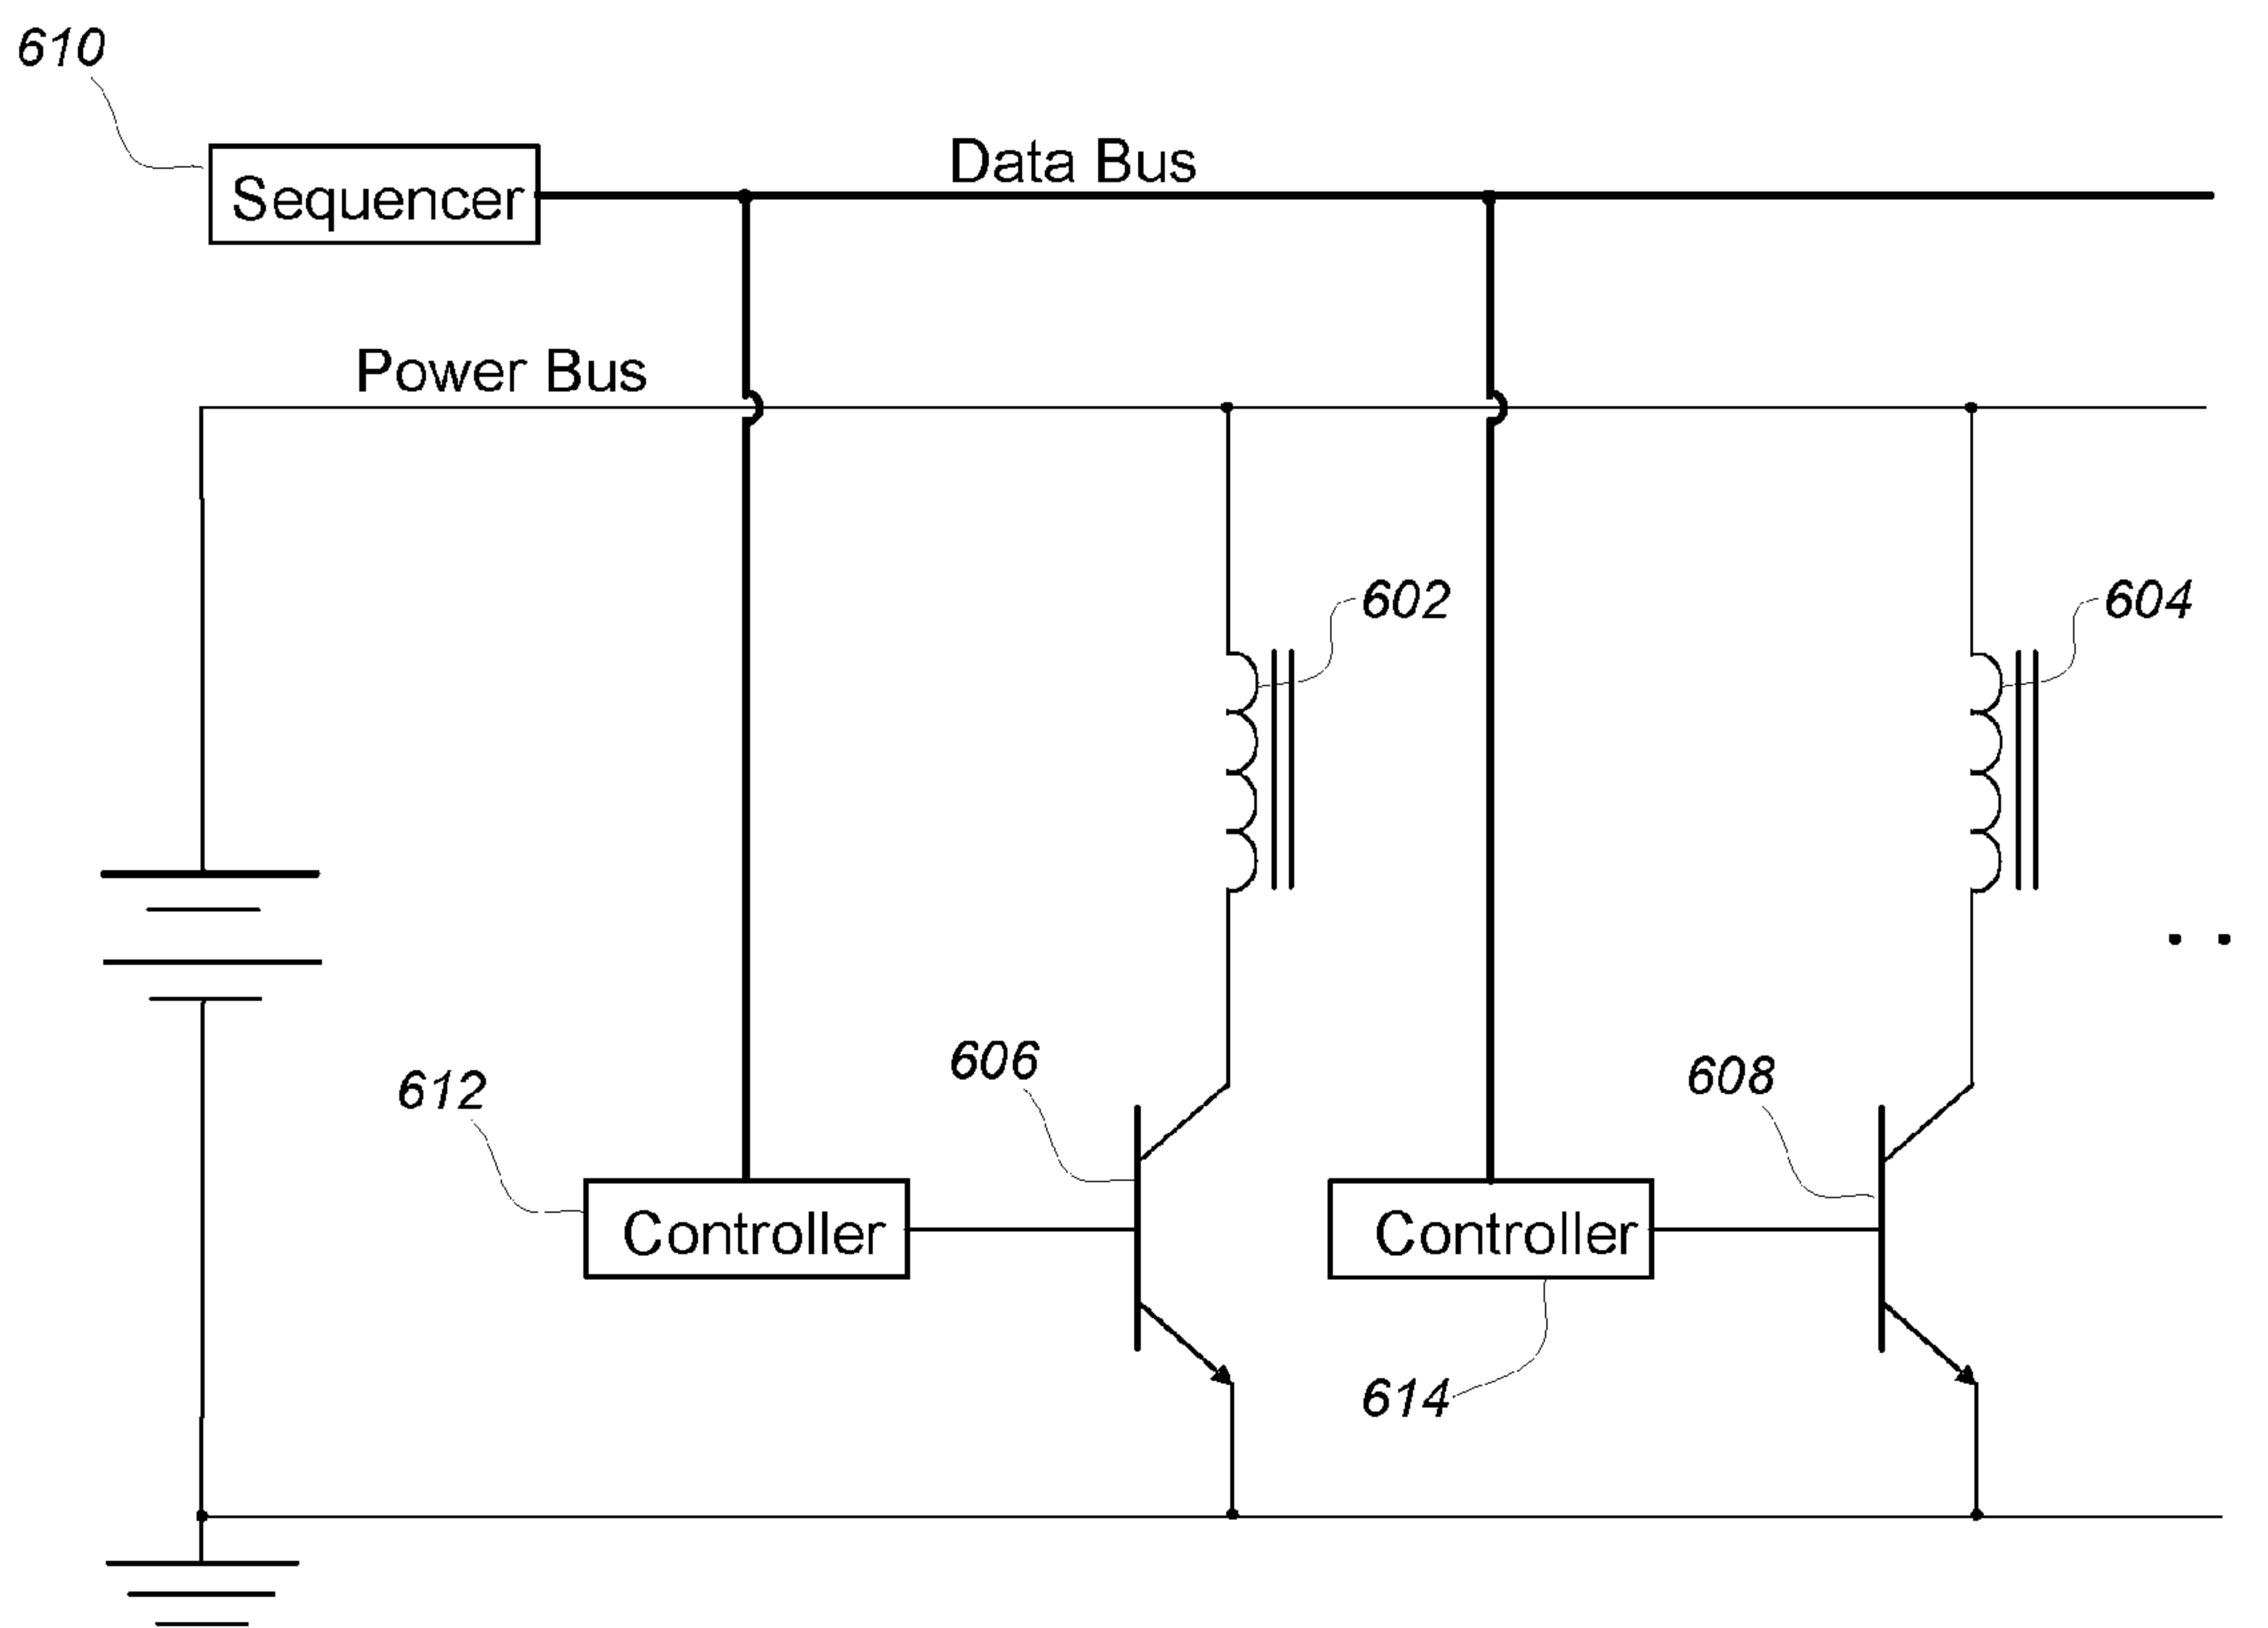 610
Sequencer
Data Bus
Power Bus
602
604
606
608
612
Controller
Controller
614